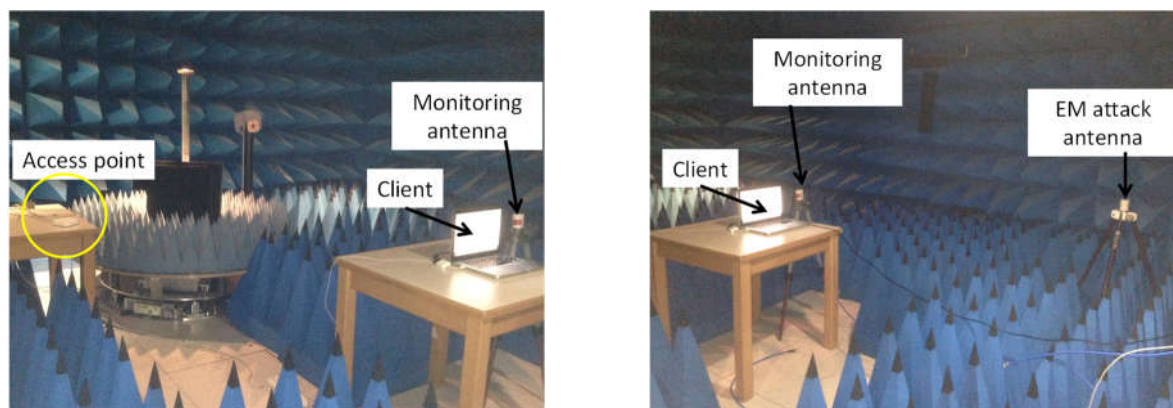 Access point
Client
Monitoring
antenna
Client
Monitoring
antenna
EM attack
antenna